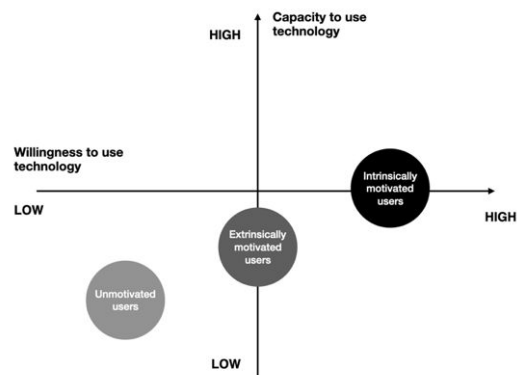 Capacity to use
technology
HIGH
Willingness to use
technology
Intrinsically
motivated
users
LOW
HIGH
Extrinsically
motivated
users
Unmotivated
users
LOW